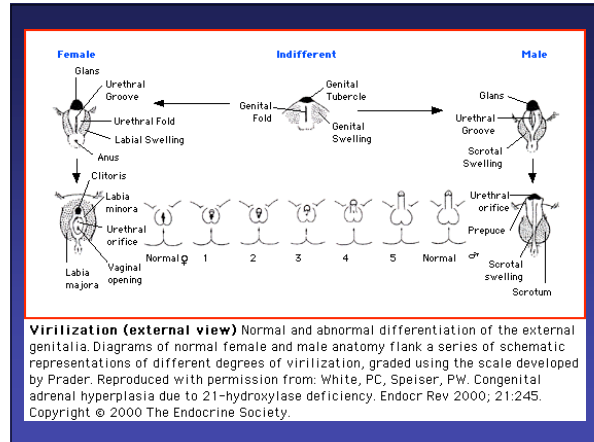 Female
Indifferent
Male
Glans
Urethral
Groove
Urethral Fold
Labial Swelling
Anus
Genital
Tubercle
Genital
Fold
Genital
Swelling
Glans
Urethral
Groove
Scrotal
Swelling
Clitoris
Labia
minora
Urethral
orifice
Vaginal
opening
Labia
majora
Normal ♀ 1 2 3 4 5 Normal ♂
Urethral
orifice
Prepuce
Scrotal
swelling
Scrotum
Virilization (external view) Normal and abnormal differentiation of the external
genitalia. Diagrams of normal female and male anatomy flank a series of schematic
representations of different degrees of virilization, graded using the scale developed
by Prader. Reproduced with permission from: White, PC, Speiser, PW. Congenital
adrenal hyperplasia due to 21-hydroxylase deficiency. Endocr Rev 2000; 21:245.
Copyright © 2000 The Endocrine Society.